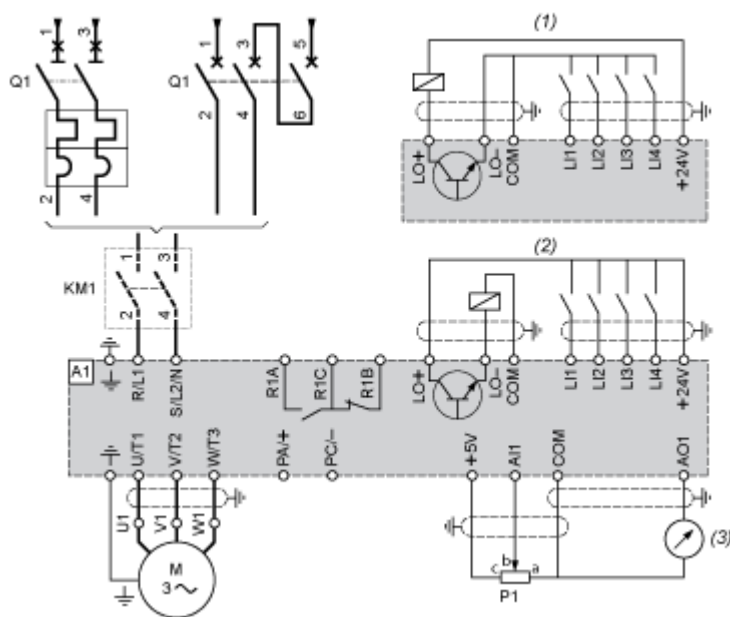 1 3
Q1
2 4
1 3 5
Q1
2 4 6
(1)
LO+
LO-
COM
LI1
LI2
LI3
LI4
+24V
1 3
KM1
2 4
(2)
A1
R/L1
S/L2/N
R1A
R1C
R1B
LO+
LO-
COM
LI1
LI2
LI3
LI4
+24V
U/T1
V/T2
W/T3
PA/+
PC/–
+5V
AI1
COM
AO1
U1
V1
W1
M
3
c b a
P1
(3)